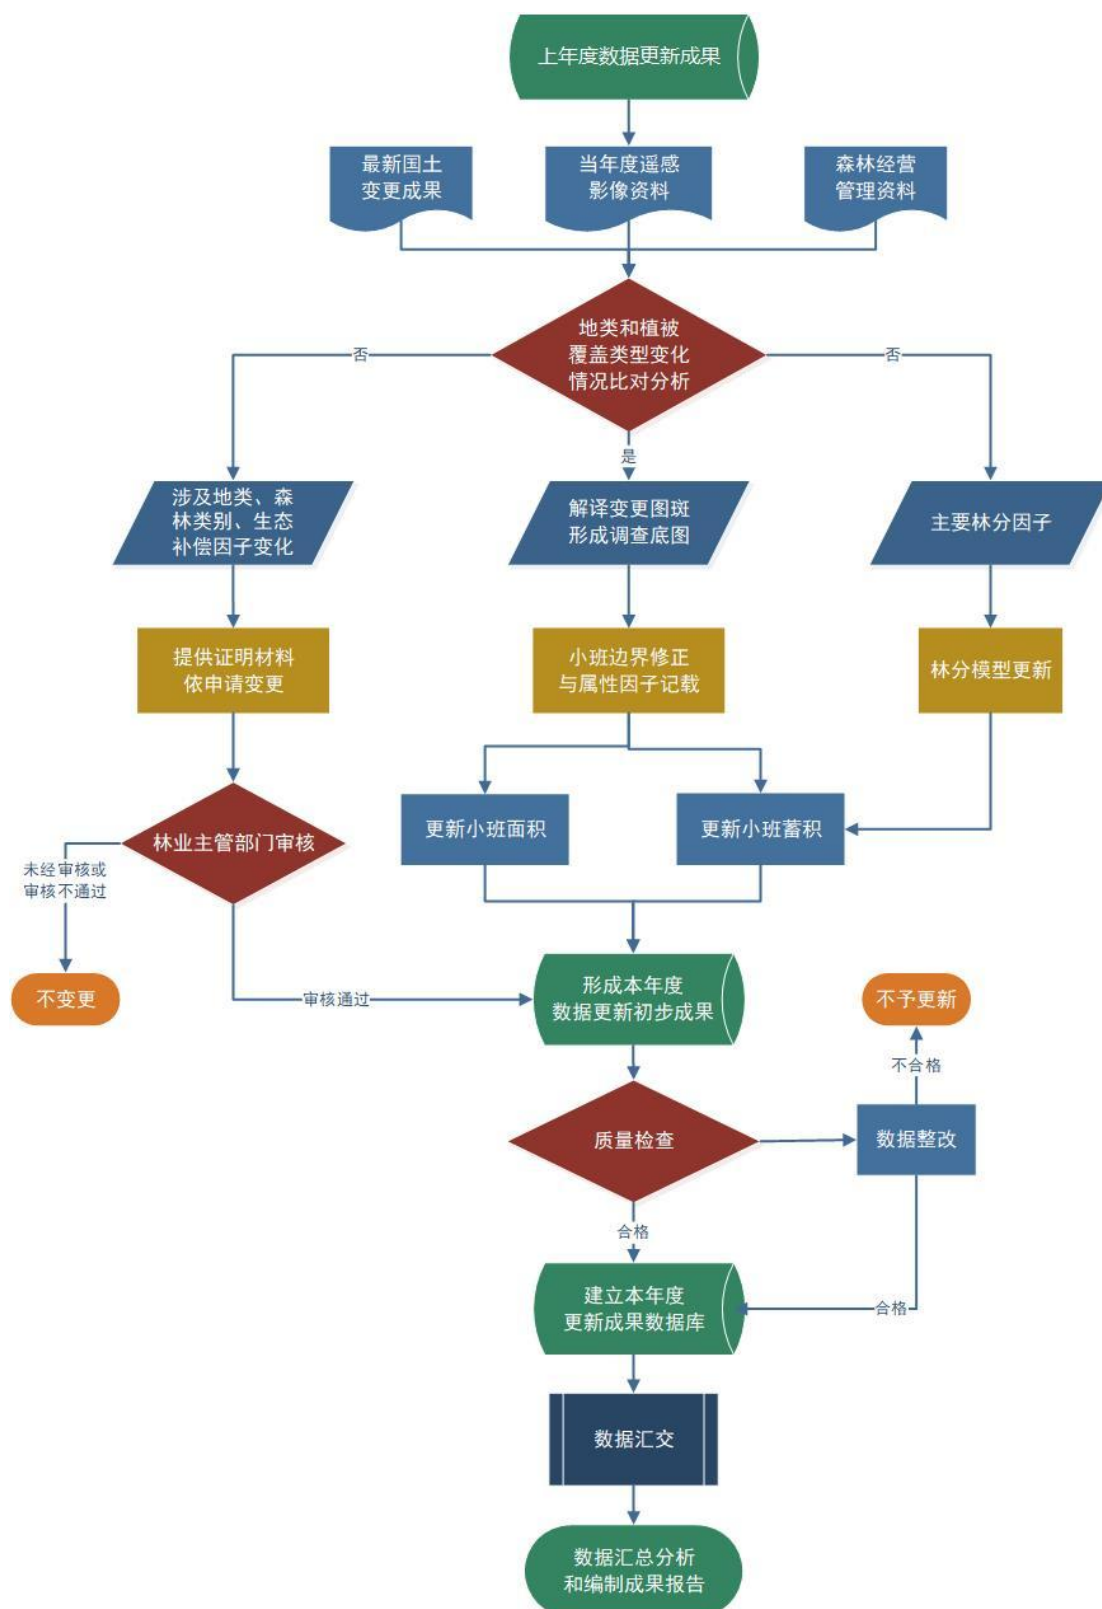 上年度数据更新成果
最新国土
变更成果
当年度遥感
影像资料
森林经营
管理资料
地类和植被
覆盖类型变化
情况比对分析
否
否
是
涉及地类、森
林类别、生态
补偿因子变化
解译变更图斑
形成调查底图
主要林分因子
提供证明材料
依申请变更
小班边界修正
与属性因子记载
林分模型更新
更新小班面积
更新小班蓄积
林业主管部门审核
未经审核或
审核不通过
不变更
审核通过
形成本年度
数据更新初步成果
不予更新
不合格
质量检查
数据整改
合格
建立本年度
更新成果数据库
合格
数据汇交
数据汇总分析
和编制成果报告